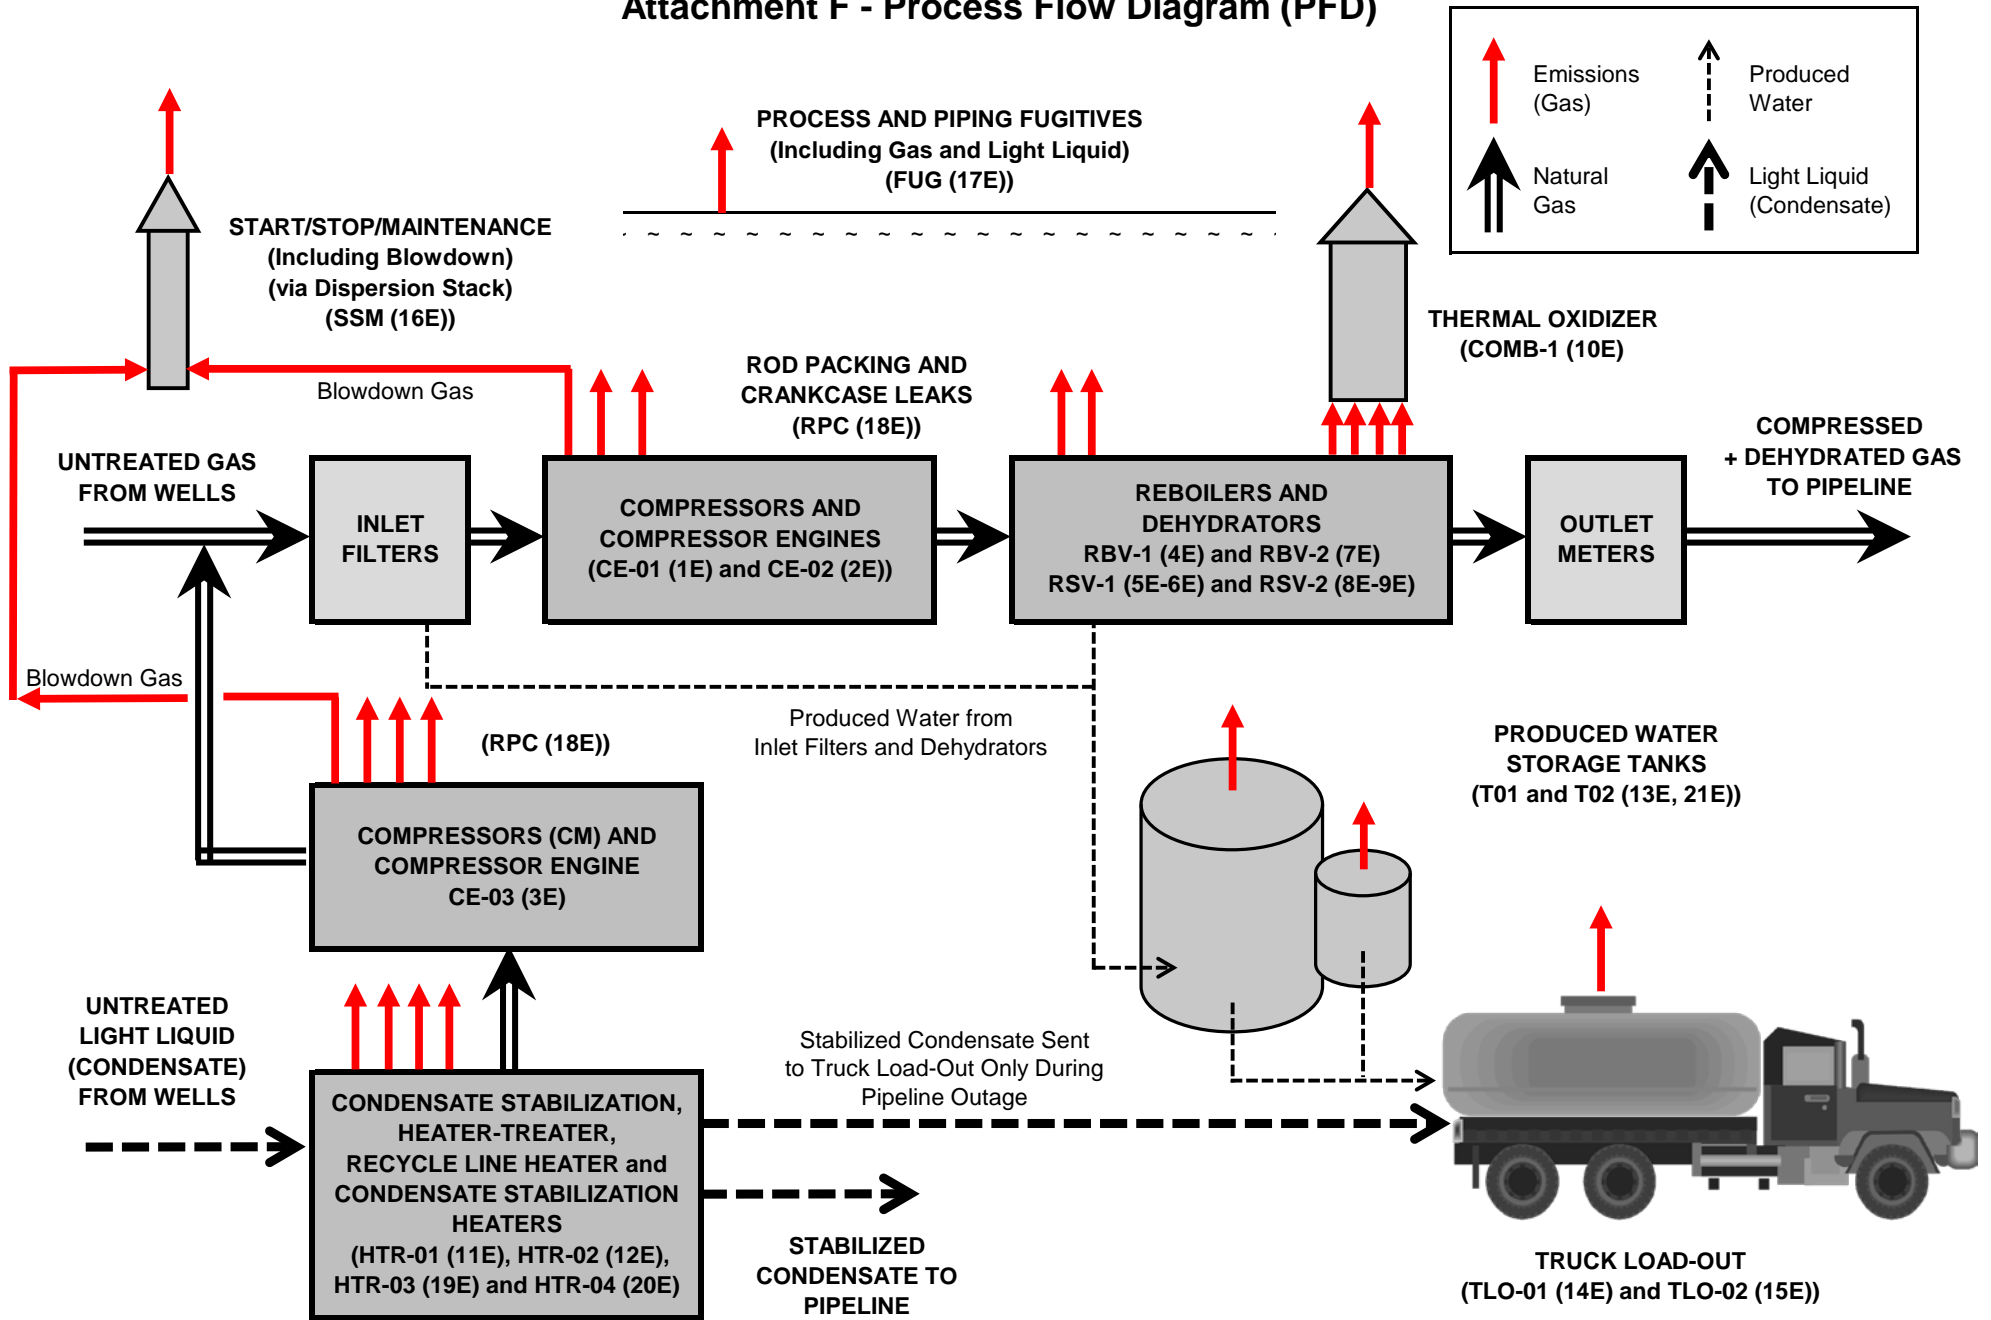 Attachment F - Process Flow Diagram (PFD)
Emissions
(Gas)
Produced
Water
Natural
Gas
Light Liquid
(Condensate)
PROCESS AND PIPING FUGITIVES
(Including Gas and Light Liquid)
(FUG (17E))
~ ~ ~ ~ ~ ~ ~ ~ ~ ~ ~ ~ ~ ~ ~ ~ ~ ~ ~
START/STOP/MAINTENANCE
(Including Blowdown)
(via Dispersion Stack)
(SSM (16E))
THERMAL OXIDIZER
(COMB-1 (10E)
Blowdown Gas
ROD PACKING AND
CRANKCASE LEAKS
(RPC (18E))
UNTREATED GAS
FROM WELLS
INLET
FILTERS
COMPRESSORS AND
COMPRESSOR ENGINES
(CE-01 (1E) and CE-02 (2E))
REBOILERS AND
DEHYDRATORS
RBV-1 (4E) and RBV-2 (7E)
RSV-1 (5E-6E) and RSV-2 (8E-9E)
OUTLET
METERS
COMPRESSED
+ DEHYDRATED GAS
TO PIPELINE
Blowdown Gas
(RPC (18E))
Produced Water from
Inlet Filters and Dehydrators
PRODUCED WATER
STORAGE TANKS
(T01 and T02 (13E, 21E))
COMPRESSORS (CM) AND
COMPRESSOR ENGINE
CE-03 (3E)
UNTREATED
LIGHT LIQUID
(CONDENSATE)
FROM WELLS
Stabilized Condensate Sent
to Truck Load-Out Only During
Pipeline Outage
CONDENSATE STABILIZATION,
HEATER-TREATER,
RECYCLE LINE HEATER and
CONDENSATE STABILIZATION
HEATERS
(HTR-01 (11E), HTR-02 (12E),
HTR-03 (19E) and HTR-04 (20E)
STABILIZED
CONDENSATE TO
PIPELINE
TRUCK LOAD-OUT
(TLO-01 (14E) and TLO-02 (15E))